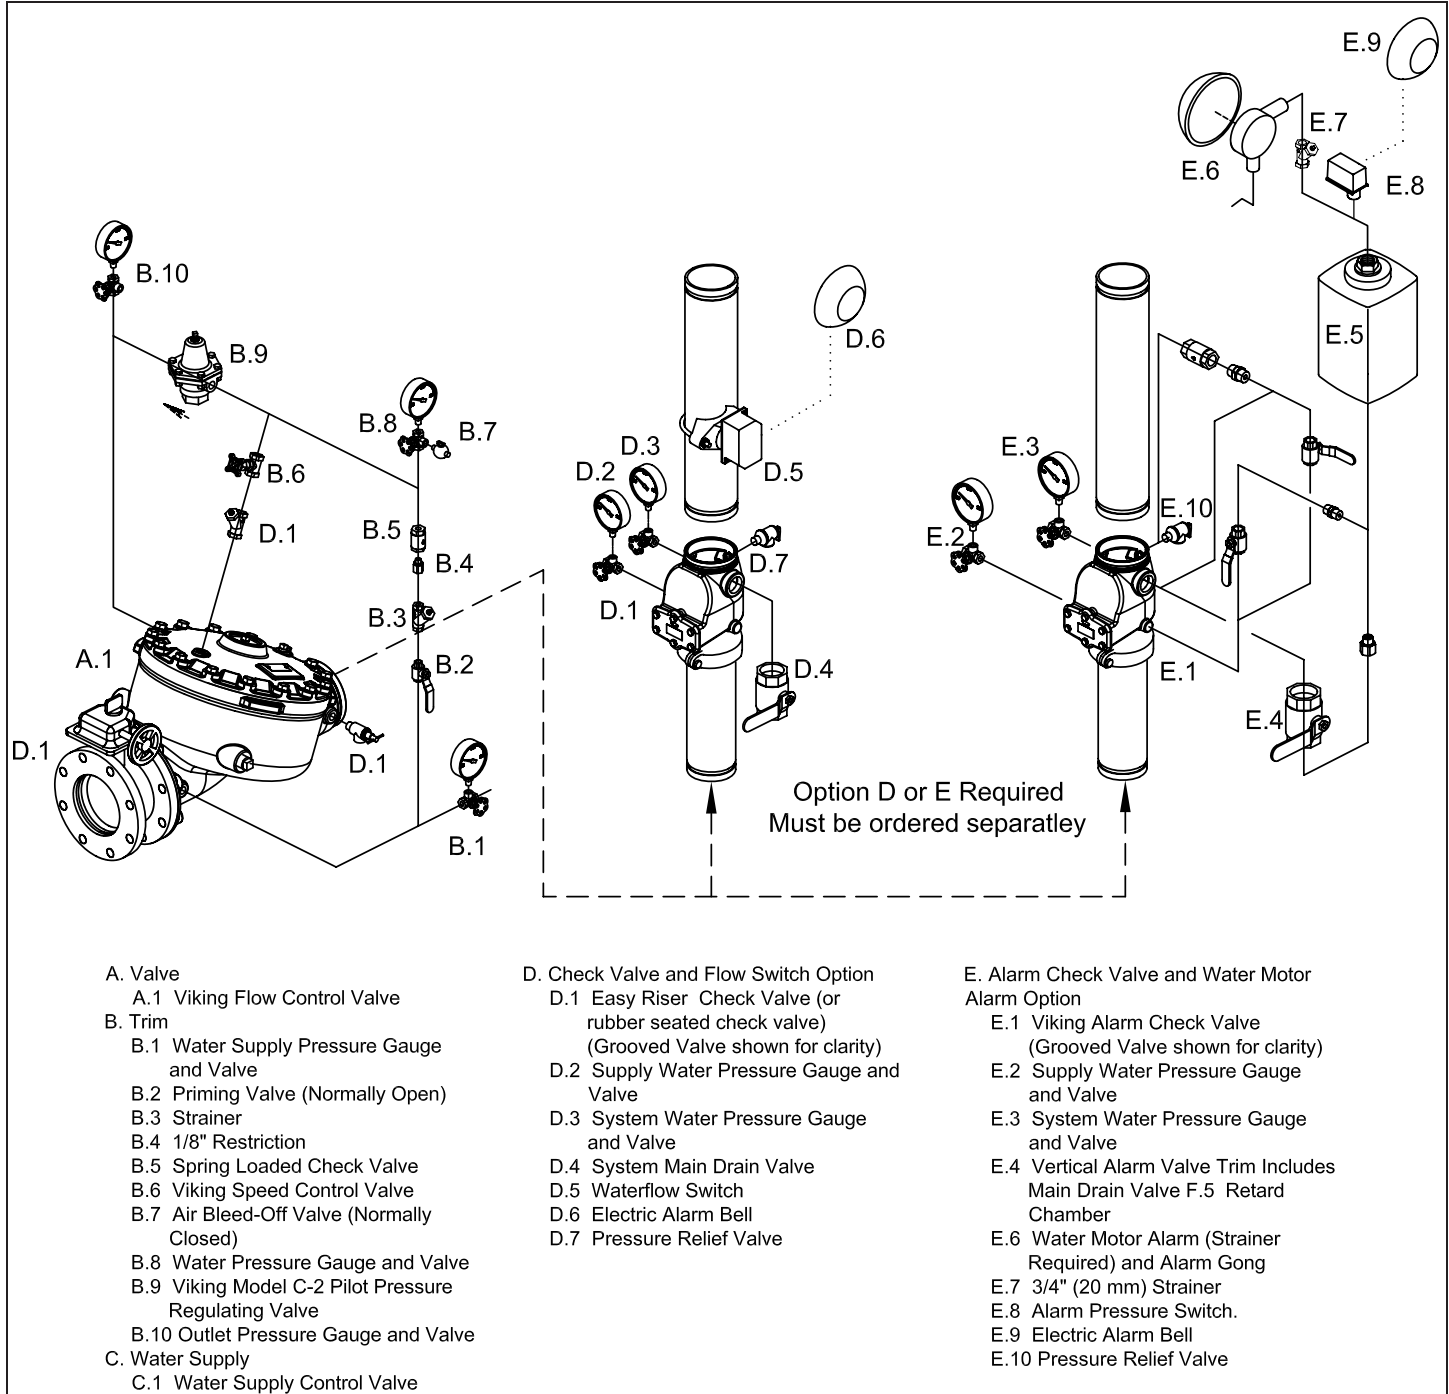 E.9
E.7
E.6
E.8
B.10
B.9
D.6
E.5
B.8
B.7
D.3
E.3
B.6
D.2
D.5
D.1
B.5
E.10
E.2
B.4
D.7
B.3
D.1
A.1
B.2
D.4
E.1
E.4
D.1
D.1
Option D or E Required
Must be ordered separatley
B.1
A. Valve
A.1 Viking Flow Control Valve
B. Trim
B.1 Water Supply Pressure Gauge
and Valve
B.2 Priming Valve (Normally Open)
B.3 Strainer
B.4 1/8" Restriction
B.5 Spring Loaded Check Valve
B.6 Viking Speed Control Valve
B.7 Air Bleed-Off Valve (Normally
Closed)
B.8 Water Pressure Gauge and Valve
B.9 Viking Model C-2 Pilot Pressure
Regulating Valve
B.10 Outlet Pressure Gauge and Valve
C. Water Supply
C.1 Water Supply Control Valve
D. Check Valve and Flow Switch Option
D.1 Easy Riser Check Valve (or
rubber seated check valve)
(Grooved Valve shown for clarity)
D.2 Supply Water Pressure Gauge and
Valve
D.3 System Water Pressure Gauge
and Valve
D.4 System Main Drain Valve
D.5 Waterflow Switch
D.6 Electric Alarm Bell
D.7 Pressure Relief Valve
E. Alarm Check Valve and Water Motor
Alarm Option
E.1 Viking Alarm Check Valve
(Grooved Valve shown for clarity)
E.2 Supply Water Pressure Gauge
and Valve
E.3 System Water Pressure Gauge
and Valve
E.4 Vertical Alarm Valve Trim Includes
Main Drain Valve F.5 Retard
Chamber
E.6 Water Motor Alarm (Strainer
Required) and Alarm Gong
E.7 3/4" (20 mm) Strainer
E.8 Alarm Pressure Switch.
E.9 Electric Alarm Bell
E.10 Pressure Relief Valve